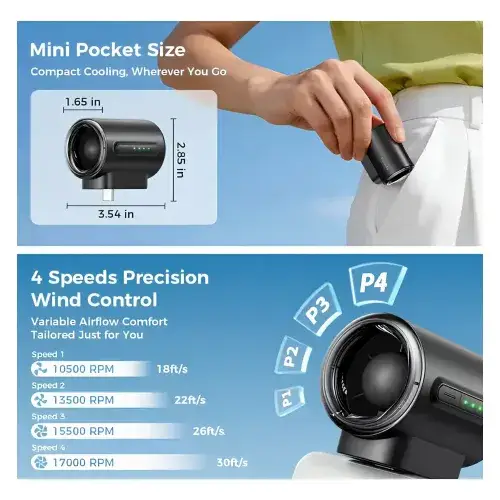 Mini Pocket Size
Compact Cooling, Wherever You Go
1.65 in
2.85 in
3.54 in
4 Speeds Precision
Wind Control
Variable Airflow Comfort
Tailored Just for You
Speed 1
10500 RPM 18ft/s
Speed 2
13500 RPM 22ft/s
Speed 3
15500 RPM 26ft/s
Speed 4
17000 RPM 30ft/s
P1
P2
P3
P4